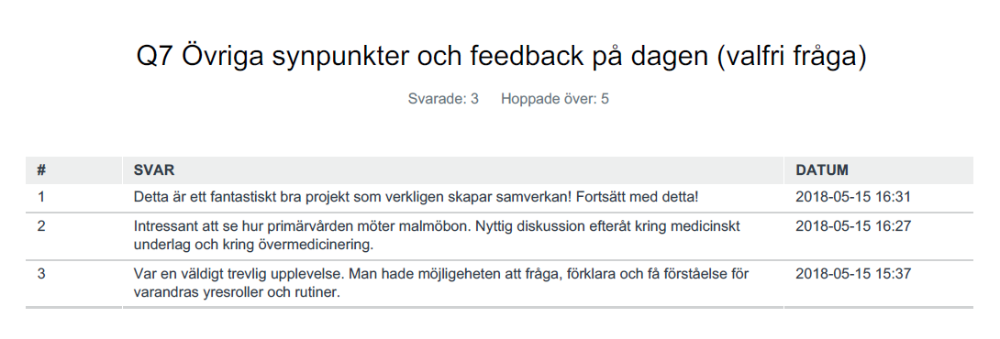 Q7 Övriga synpunkter och feedback på dagen (valfri fråga)
Svarade: 3 Hoppade över: 5
# SVAR DATUM
1 Detta är ett fantastiskt bra projekt som verkligen skapar samverkan! Fortsätt med detta! 2018-05-15 16:31
2 Intressant att se hur primärvården möter malmöbon. Nyttig diskussion efteråt kring medicinskt 2018-05-15 16:27
underlag och kring övermedicinering.
3 Var en väldigt trevlig upplevelse. Man hade möjligeheten att fråga, förklara och få förståelse för 2018-05-15 15:37
varandras yresroller och rutiner.